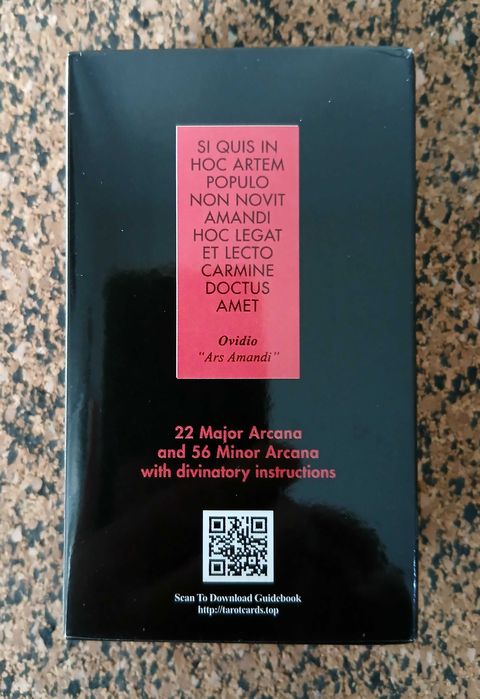 SI QUIS IN
HOC ARTEM
POPULO
NON NOVIT
AMANDI
HOC LEGAT
ET LECTO
CARMINE
DOCTUS
AMET
Ovidio
"Ars Amandi"
22 Major Arcana
and 56 Minor Arcana
with divinatory instructions
Scan To Download Guidebook
http://tarotcards.top